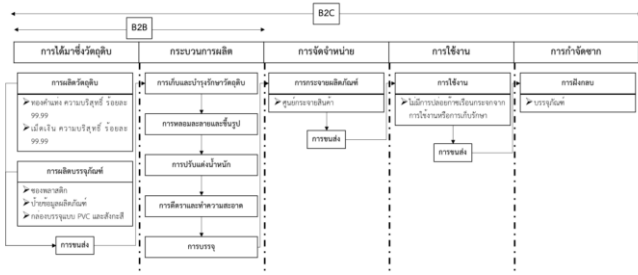 B2C
B2B
การได้มาซึ่งวัตถุดิบ
กระบวนการผลิต
การจัดจำหน่าย
การใช้งาน
การกำจัดซาก
การผลิตวัตถุดิบ
➢ทองคำแท่ง ความบริสุทธิ์ ร้อยละ
99.99
➢เม็ดเงิน ความบริสุทธิ์ ร้อยละ
99.99
การผลิตบรรจุภัณฑ์
➢ซองพลาสติก
➢ป้ายข้อมูลผลิตภัณฑ์
➢กล่องบรรจุแบบ PVC และสังกะสี
การขนส่ง
การเก็บและบำรุงรักษาวัตถุดิบ
การหลอมละลายและขึ้นรูป
การปรับแต่งน้ำหนัก
การตีตราและทำความสะอาด
การบรรจุ
การกระจายผลิตภัณฑ์
➢ศูนย์กระจายสินค้า
การขนส่ง
การใช้งาน
➢ไม่มีการปล่อยก๊าซเรือนกระจกจาก
การใช้งานหรือการเก็บรักษา
การขนส่ง
การฝังกลบ
➢บรรจุภัณฑ์